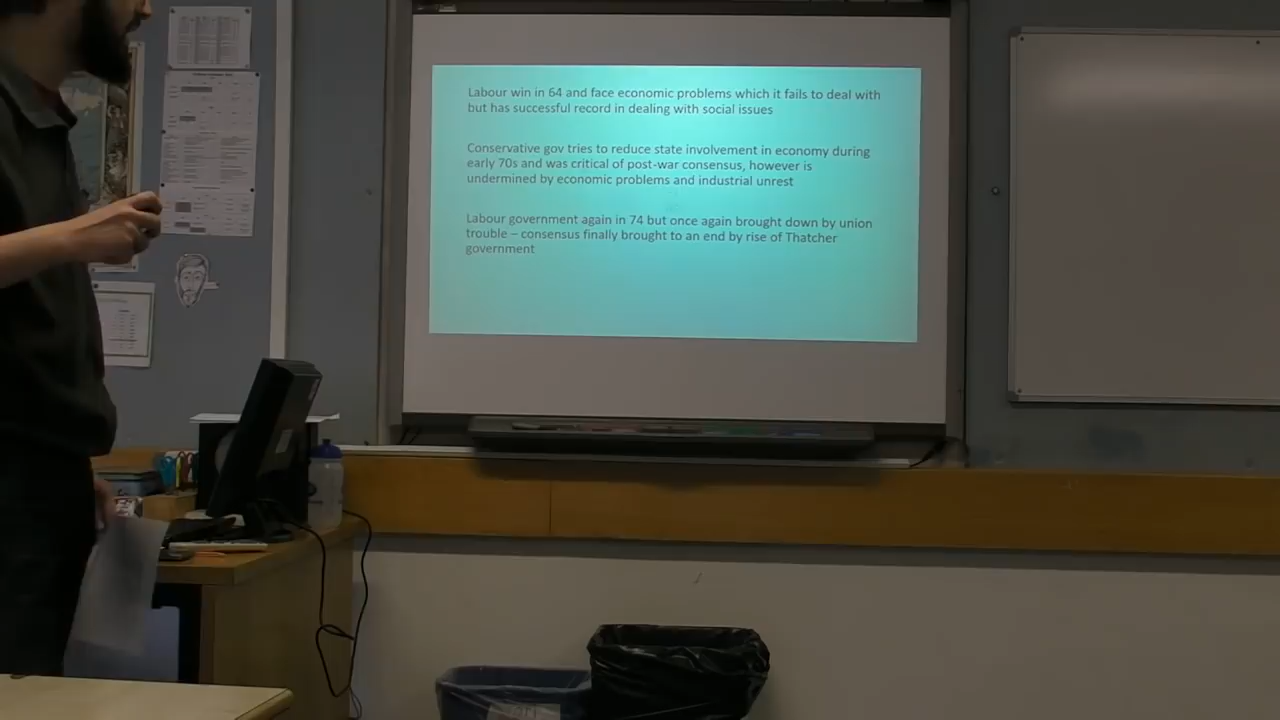 Labour win in 64 and face economic problems which it fails to deal with
but has successful record in dealing with social issues
Conservative gov tries to reduce state involvement in economy during
early 70s and was critical of post-war consensus, however is
undermined by economic problems and industrial unrest
Labour government again in 74 but once again brought down by union
trouble – consensus finally brought to an end by rise of Thatcher
government